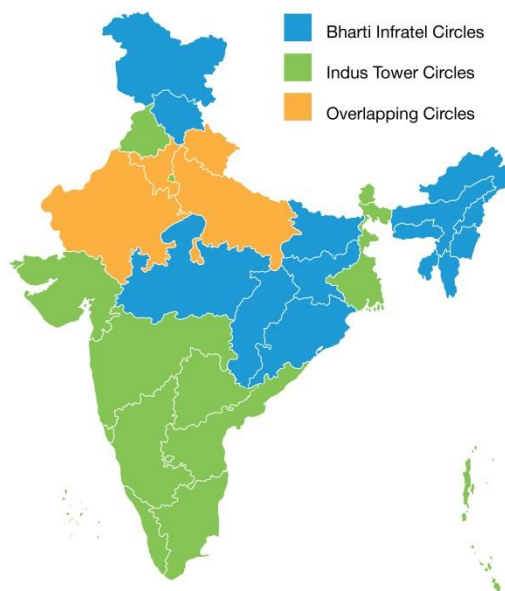 Bharti Infratel Circles
Indus Tower Circles
Overlapping Circles